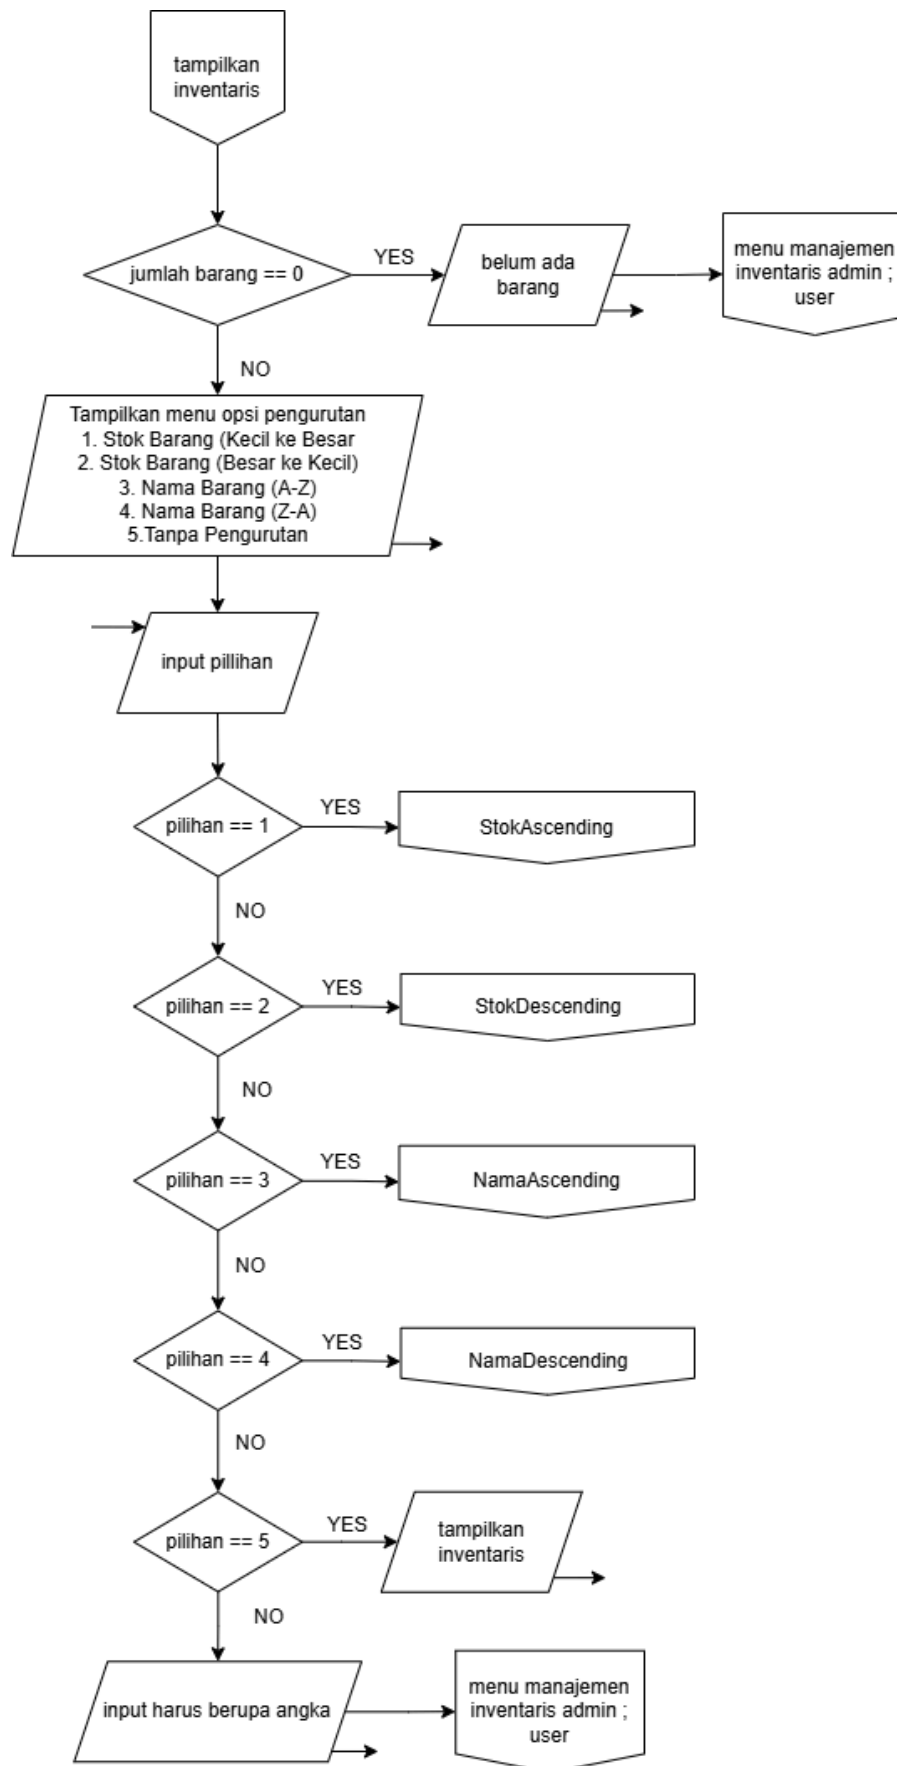 tampilkan
inventaris
jumlah barang == 0
YES
belum ada
barang
menu manajemen
inventaris admin ;
user
NO
Tampilkan menu opsi pengurutan
1. Stok Barang (Kecil ke Besar
2. Stok Barang (Besar ke Kecil)
3. Nama Barang (A-Z)
4. Nama Barang (Z-A)
5.Tanpa Pengurutan
input pillihan
pilihan == 1
YES
StokAscending
NO
pilihan == 2
YES
StokDescending
NO
pilihan == 3
YES
NamaAscending
NO
pilihan == 4
YES
NamaDescending
NO
pilihan == 5
YES
tampilkan
inventaris
NO
input harus berupa angka
menu manajemen
inventaris admin ;
user